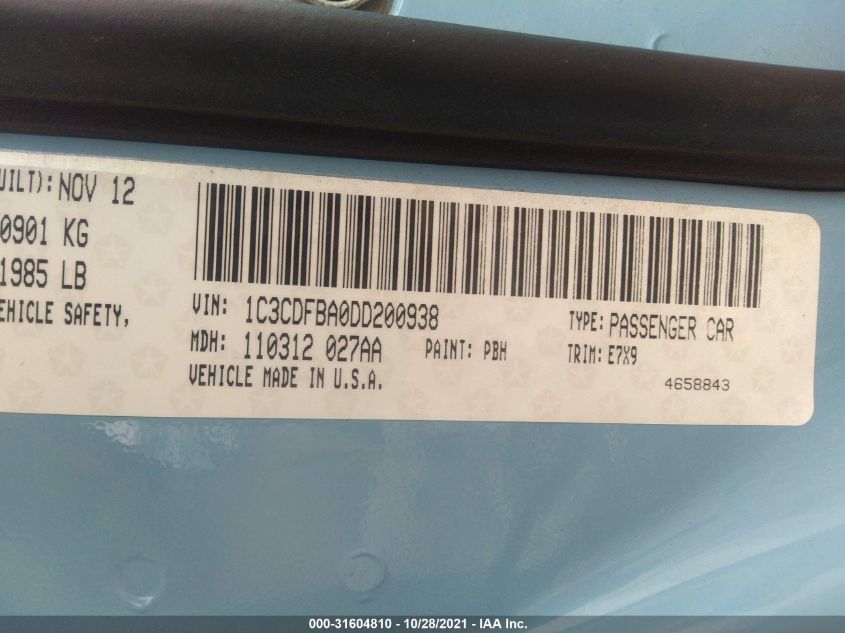 UILT): NOV 12
0901 KG
1985 LB
EHICLE SAFETY,
VIN: 1C3CDFBA0DD200938
TYPE: PASSENGER CAR
MDH: 110312 027AA
PAINT: PBH
TRIM: E7X9
VEHICLE MADE IN U.S.A.
4658843
000-31604810 - 10/28/2021 - IAA Inc.